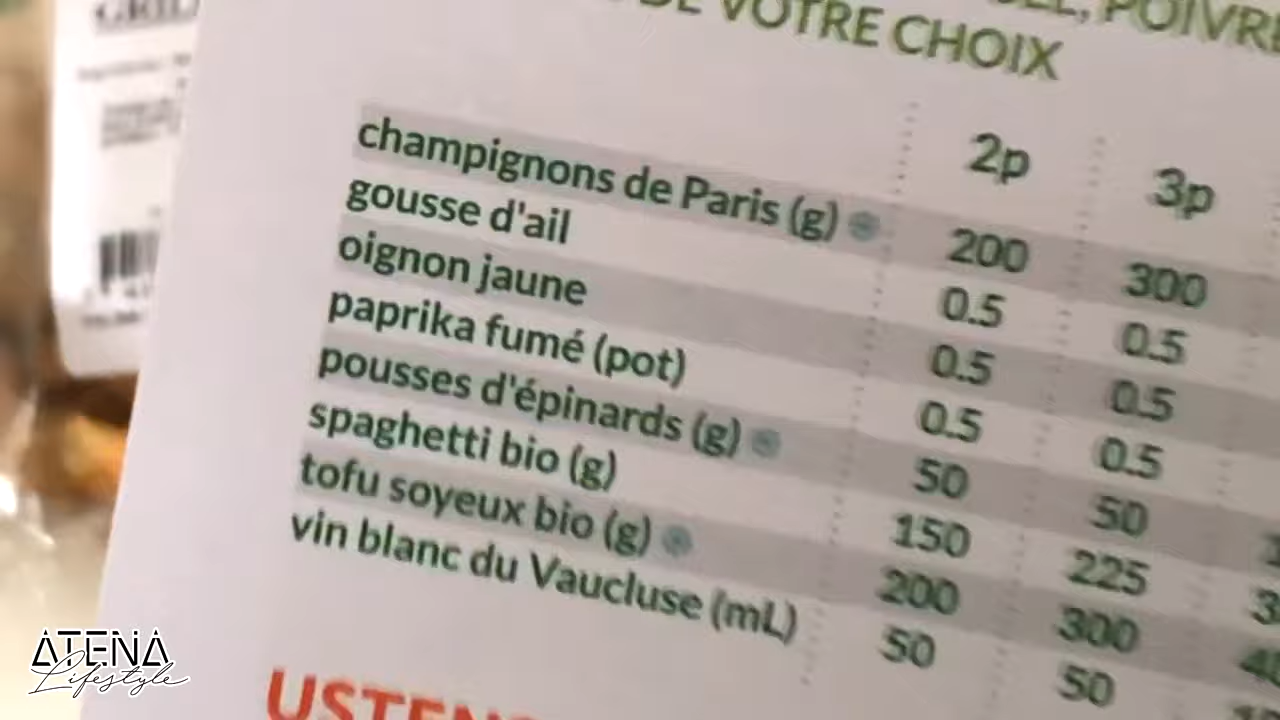 POIVRE
DE VOTRE CHOIX
2p 3p
champignons de Paris (g) 200 300
gousse d'ail 0.5 0.5
oignon jaune 0.5 0.5
paprika fumé (pot) 0.5 0.5
pousses d'épinards (g) 50 50
spaghetti bio (g) 150 225
tofu soyeux bio (g) 200 300
vin blanc du Vaucluse (mL) 50 50
ATENA
Lifestyle